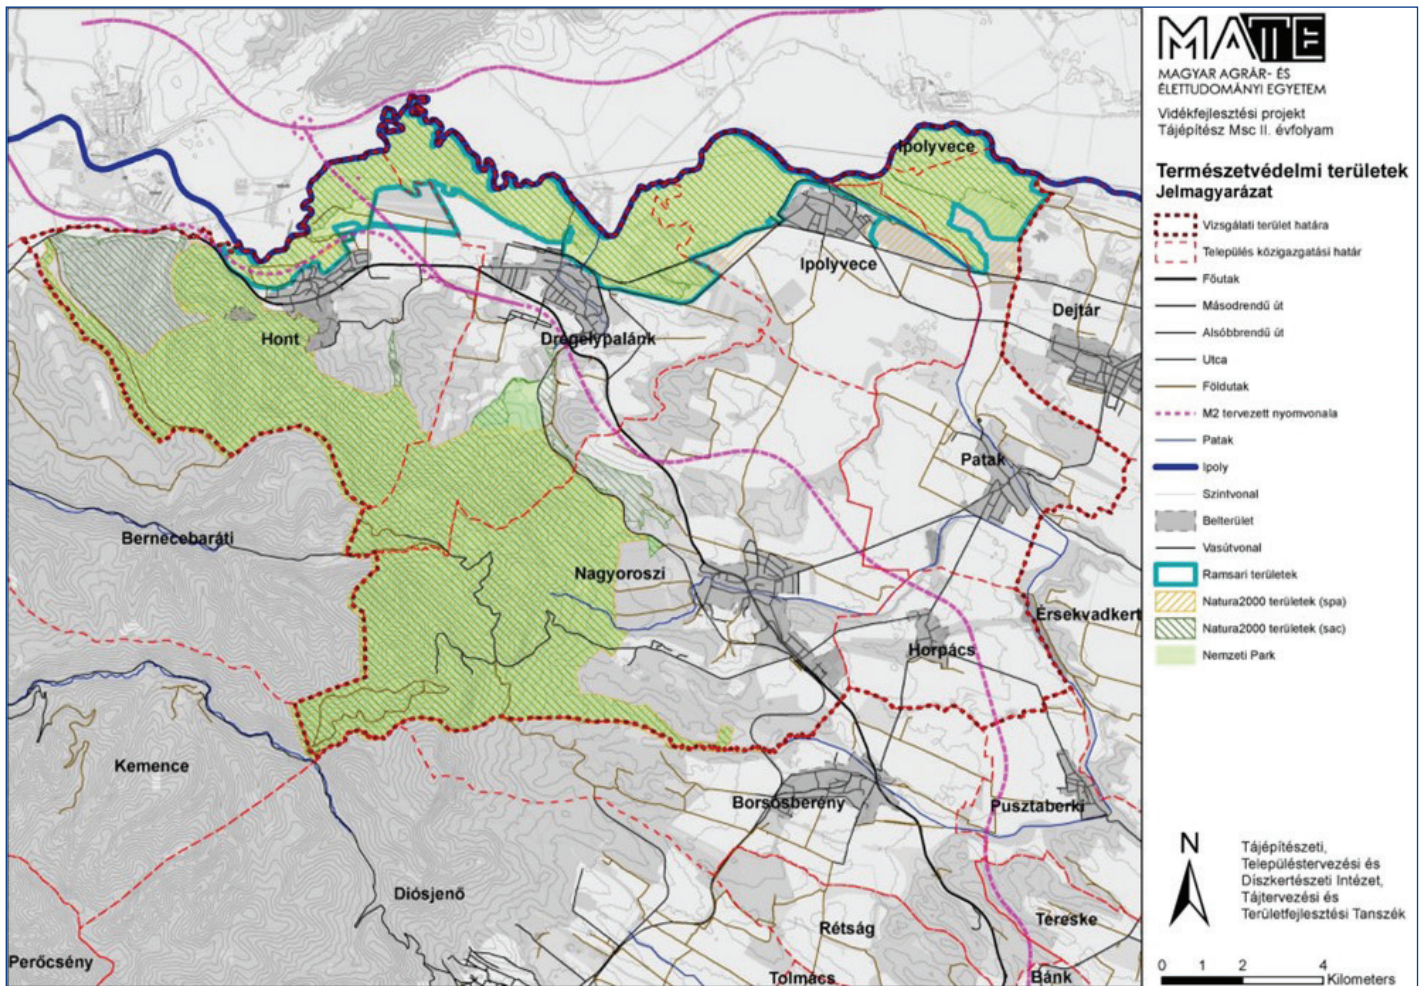 Ipolyvece
Ipolyvece
Dejtár
Hont
Drégelypalánk
Patak
Bernecebaráti
Nagyoroszi
Érsekvadkert
Horpács
Kemence
Borsosberény
Pusztaberki
Diósjenő
Rétság
Tereske
Perőcsény
Tolmács
Bánk
MATE
MAGYAR AGRÁR- ÉS
ÉLETTUDOMÁNYI EGYETEM
Vidékfejlesztési projekt
Tájépítész Msc II. évfolyam
Természetvédelmi területek
Jelmagyarázat
Vizsgálati terület határa
Település közigazgatási határ
Főutak
Másodrendű út
Alsóbbrendű út
Utca
Földutak
M2 tervezett nyomvonala
Patak
Ipoly
Szintvonal
Belterület
Vasútvonal
Ramsari területek
Natura2000 területek (spa)
Natura2000 területek (sac)
Nemzeti Park
N
Tájépítészeti,
Településtervezési és
Díszkertészeti Intézet,
Tájtervezési és
Területfejlesztési Tanszék
0 1 2 4
Kilometers